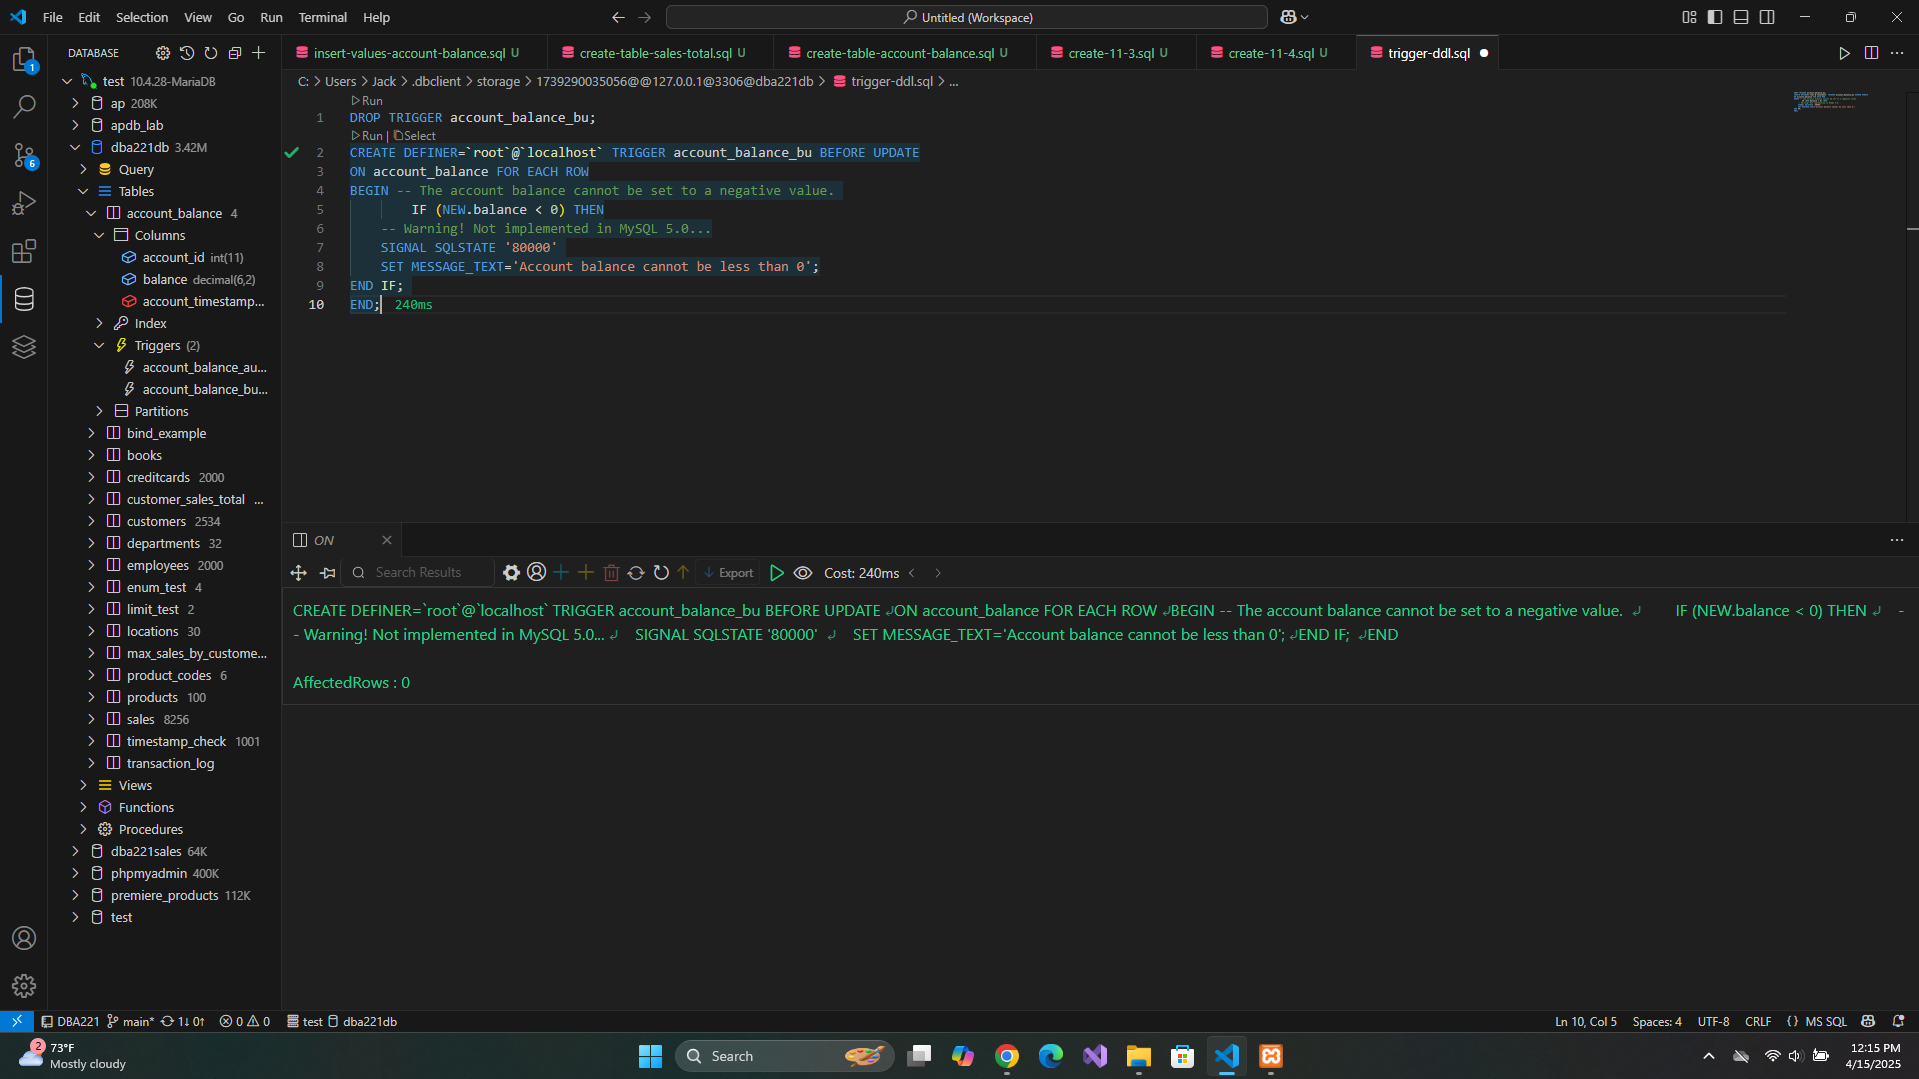 File Edit Selection View Go Run Terminal Help
Untitled (Workspace)
DATABASE
insert-values-account-balance.sql U
create-table-sales-total.sql U
create-table-account-balance.sql U
create-11-3.sql U
create-11-4.sql U
trigger-ddl.sql
C: > Users > Jack > .dbclient > storage > 1739290035056@@127.0.0.1@3306@dba221db > trigger-ddl.sql > ...
test 10.4.28-MariaDB
ap 208K
apdb_lab
dba221db 3.42M
Query
Tables
account_balance 4
Columns
account_id int(11)
balance decimal(6,2)
account_timestamp...
Index
Triggers (2)
account_balance_au...
account_balance_bu...
Partitions
bind_example
books
creditcards 2000
customer_sales_total ...
customers 2534
departments 32
employees 2000
enum_test 4
limit_test 2
locations 30
max_sales_by_custome...
product_codes 6
products 100
sales 8256
timestamp_check 1001
transaction_log
Views
Functions
Procedures
dba221sales 64K
phpmyadmin 400K
premiere_products 112K
test
1
6
Run
1 DROP TRIGGER account_balance_bu;
Run | Select
2 CREATE DEFINER=`root`@`localhost` TRIGGER account_balance_bu BEFORE UPDATE
3 ON account_balance FOR EACH ROW
4 BEGIN -- The account balance cannot be set to a negative value.
5 IF (NEW.balance < 0) THEN
6 -- Warning! Not implemented in MySQL 5.0...
7 SIGNAL SQLSTATE '80000'
8 SET MESSAGE_TEXT='Account balance cannot be less than 0';
9 END IF;
10 END; 240ms
ON
Search Results
Export
Cost: 240ms
CREATE DEFINER=`root`@`localhost` TRIGGER account_balance_bu BEFORE UPDATE ↲ON account_balance FOR EACH ROW ↲BEGIN -- The account balance cannot be set to a negative value. ↲ IF (NEW.balance < 0) THEN ↲ -
- Warning! Not implemented in MySQL 5.0... ↲ SIGNAL SQLSTATE '80000' ↲ SET MESSAGE_TEXT='Account balance cannot be less than 0'; ↲END IF; ↲END
AffectedRows : 0
DBA221 main* 1↓ 0↑ 0 0 test dba221db
Ln 10, Col 5 Spaces: 4 UTF-8 CRLF {} MS SQL
2
73°F
Mostly cloudy
Search
12:15 PM
4/15/2025